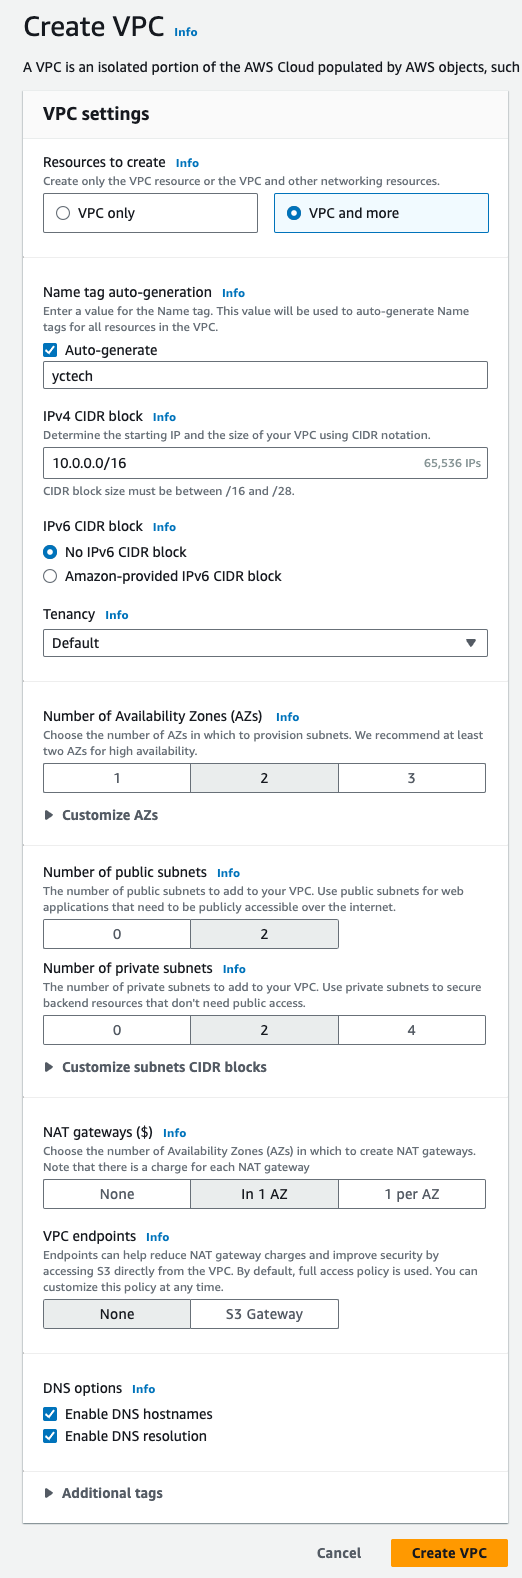 Create VPC Info
A VPC is an isolated portion of the AWS Cloud populated by AWS objects, such
VPC settings
Resources to create Info
Create only the VPC resource or the VPC and other networking resources.
VPC only
VPC and more
Name tag auto-generation Info
Enter a value for the Name tag. This value will be used to auto-generate Name
tags for all resources in the VPC.
Auto-generate
yctech
IPv4 CIDR block Info
Determine the starting IP and the size of your VPC using CIDR notation.
10.0.0.0/16 65,536 IPs
CIDR block size must be between /16 and /28.
IPv6 CIDR block Info
No IPv6 CIDR block
Amazon-provided IPv6 CIDR block
Tenancy Info
Default
Number of Availability Zones (AZs) Info
Choose the number of AZs in which to provision subnets. We recommend at least
two AZs for high availability.
1 2 3
Customize AZs
Number of public subnets Info
The number of public subnets to add to your VPC. Use public subnets for web
applications that need to be publicly accessible over the internet.
0 2
Number of private subnets Info
The number of private subnets to add to your VPC. Use private subnets to secure
backend resources that don't need public access.
0 2 4
Customize subnets CIDR blocks
NAT gateways ($) Info
Choose the number of Availability Zones (AZs) in which to create NAT gateways.
Note that there is a charge for each NAT gateway
None In 1 AZ 1 per AZ
VPC endpoints Info
Endpoints can help reduce NAT gateway charges and improve security by
accessing S3 directly from the VPC. By default, full access policy is used. You can
customize this policy at any time.
None S3 Gateway
DNS options Info
Enable DNS hostnames
Enable DNS resolution
Additional tags
Cancel Create VPC